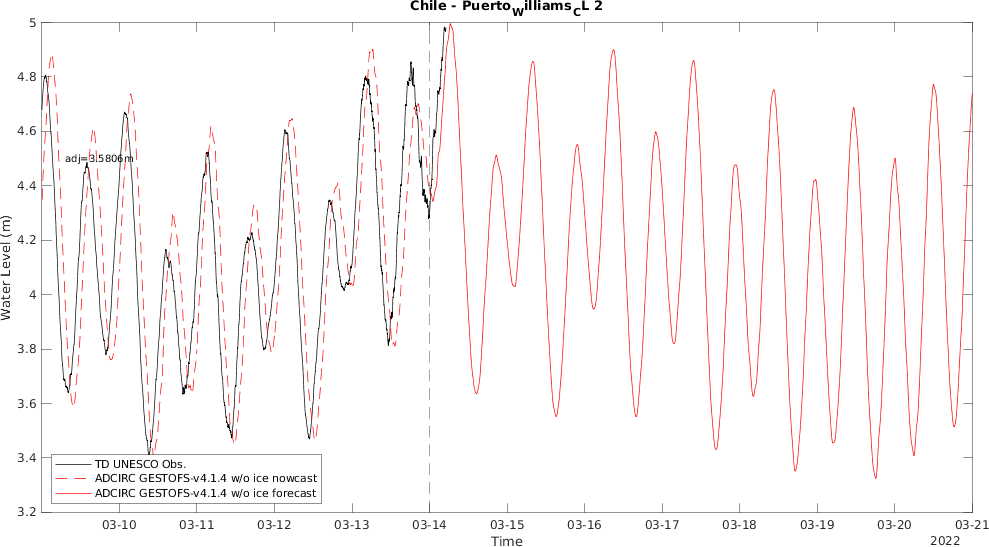 Chile - Puerto_Williams_CL 2
5
4.8
4.6
4.4
4.2
4
3.8
3.6
3.4
3.2
Water Level (m)
adj=3.5806m
TD UNESCO Obs.
ADCIRC GESTOFS-v4.1.4 w/o ice nowcast
ADCIRC GESTOFS-v4.1.4 w/o ice forecast
03-10 03-11 03-12 03-13 03-14 03-15 03-16 03-17 03-18 03-19 03-20 03-21
Time
2022